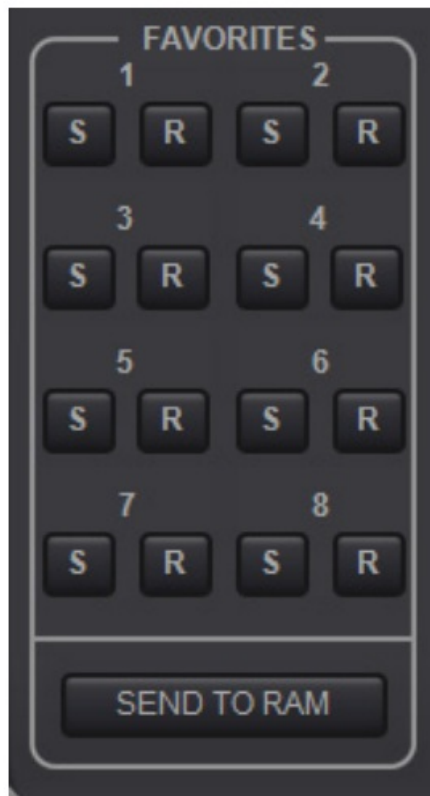 FAVORITES
1 2
S R S R
3 4
S R S R
5 6
S R S R
7 8
S R S R
SEND TO RAM